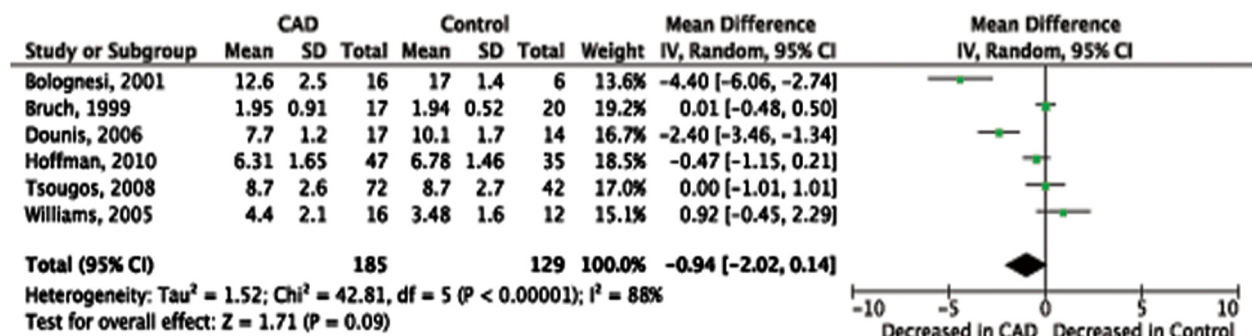 CAD Control Mean Difference Mean Difference
Study or Subgroup Mean SD Total Mean SD Total Weight IV, Random, 95% CI IV, Random, 95% CI
Bolognesi, 2001 12.6 2.5 16 17 1.4 6 13.6% −4.40 [−6.06, −2.74]
Bruch, 1999 1.95 0.91 17 1.94 0.52 20 19.2% 0.01 [−0.48, 0.50]
Dounis, 2006 7.7 1.2 17 10.1 1.7 14 16.7% −2.40 [−3.46, −1.34]
Hoffman, 2010 6.31 1.65 47 6.78 1.46 35 18.5% −0.47 [−1.15, 0.21]
Tsougos, 2008 8.7 2.6 72 8.7 2.7 42 17.0% 0.00 [−1.01, 1.01]
Williams, 2005 4.4 2.1 16 3.48 1.6 12 15.1% 0.92 [−0.45, 2.29]
Total (95% CI) 185 129 100.0% −0.94 [−2.02, 0.14]
Heterogeneity: Tau² = 1.52; Chi² = 42.81, df = 5 (P < 0.00001); I² = 88%
Test for overall effect: Z = 1.71 (P = 0.09)
−10 −5 0 5 10
Decreased in CAD Decreased in Control